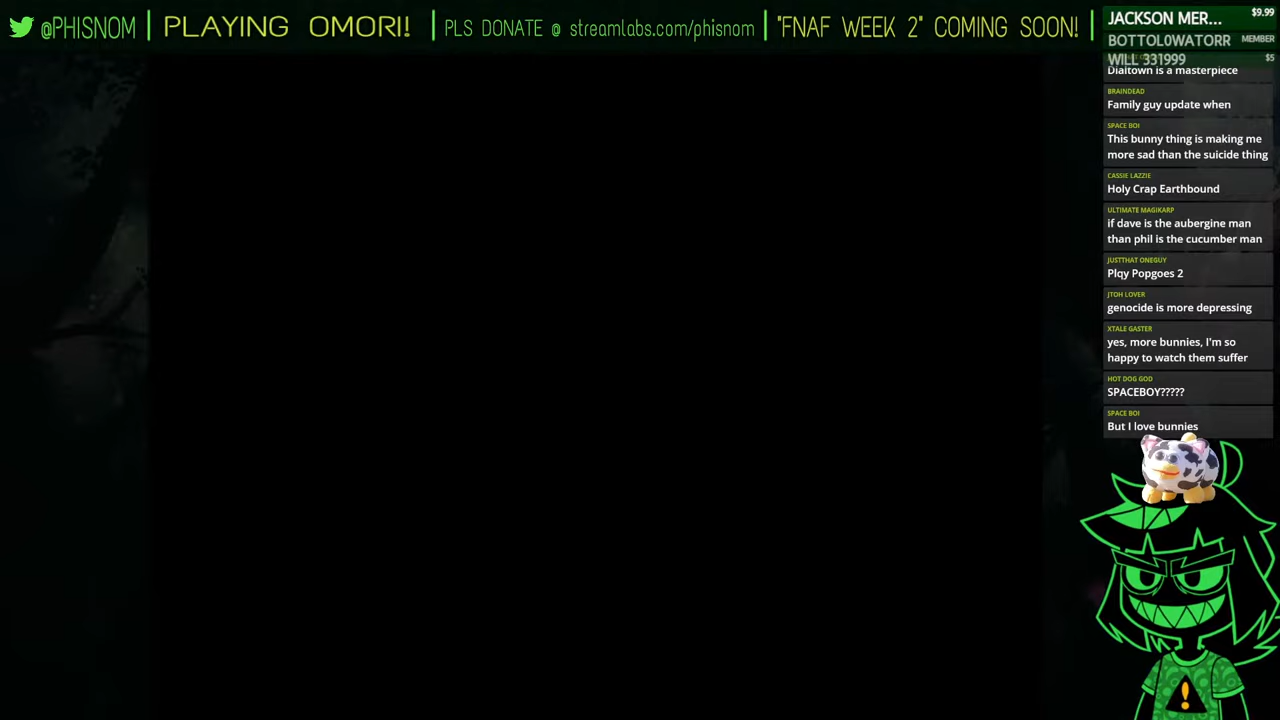 @PHISNOM | PLAYING OMORI! | PLS DONATE @ streamlabs.com/phisnom | "FNAF WEEK 2" COMING SOON! |
JACKSON MER... $9.99
BOTTOL0WATORR MEMBER
WILL 331999 $5
Dialtown is a masterpiece
BRAINDEAD
Family guy update when
SPACE BOI
This bunny thing is making me
more sad than the suicide thing
CASSIE LAZZIE
Holy Crap Earthbound
ULTIMATE MAGIKARP
if dave is the aubergine man
than phil is the cucumber man
JUSTTHAT ONEGUY
Plqy Popgoes 2
JTOH LOVER
genocide is more depressing
XTALE GASTER
yes, more bunnies, I'm so
happy to watch them suffer
HOT DOG GOD
SPACEBOY?????
SPACE BOI
But I love bunnies
!